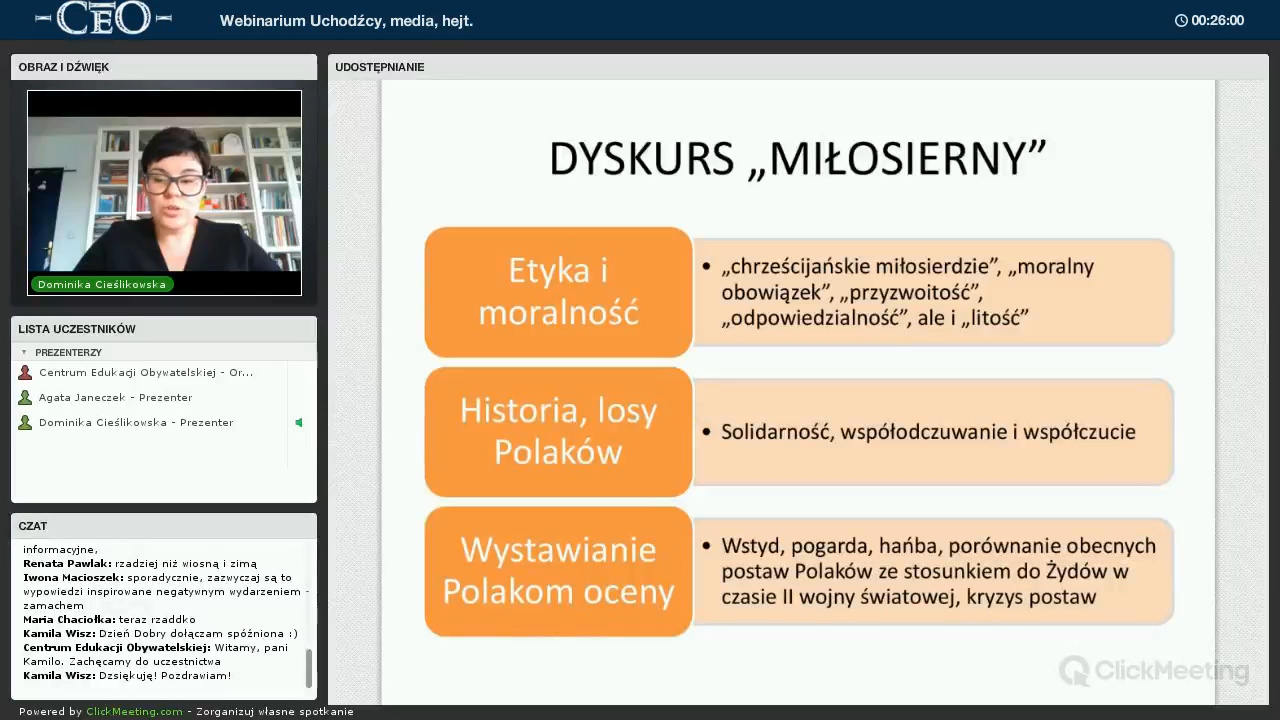 CEO
Webinarium Uchodźcy, media, hejt.
00:26:00
OBRAZ I DŹWIĘK
Dominika Cieślikowska
LISTA UCZESTNIKÓW
PREZENTERZY
Centrum Edukacji Obywatelskiej - Or...
Agata Janeczek - Prezenter
Dominika Cieślikowska - Prezenter
CZAT
informacyjne,
Renata Pawlak: rzadziej niż wiosną i zimą
Iwona Macioszek: sporadycznie, zazwyczaj są to
wypowiedzi inspirowane negatywnym wydarzeniem -
zamachem
Maria Chaciołka: teraz rzaddko
Kamila Wisz: Dzień Dobry dołączam spóźniona :)
Centrum Edukacji Obywatelskiej: Witamy, pani
Kamilo. Zachęcamy do uczestnictwa
Kamila Wisz: Dzsiękuję! Pozdrawiam!
UDOSTĘPNIANIE
DYSKURS „MIŁOSIERNY”
Etyka i
moralność
• „chrześcijańskie miłosierdzie”, „moralny
obowiązek”, „przyzwoitość”,
„odpowiedzialność”, ale i „litość”
Historia, losy
Polaków
• Solidarność, współodczuwanie i współczucie
Wystawianie
Polakom oceny
• Wstyd, pogarda, hańba, porównanie obecnych
postaw Polaków ze stosunkiem do Żydów w
czasie II wojny światowej, kryzys postaw
ClickMeeting
Powered by ClickMeeting.com - Zorganizuj własne spotkanie